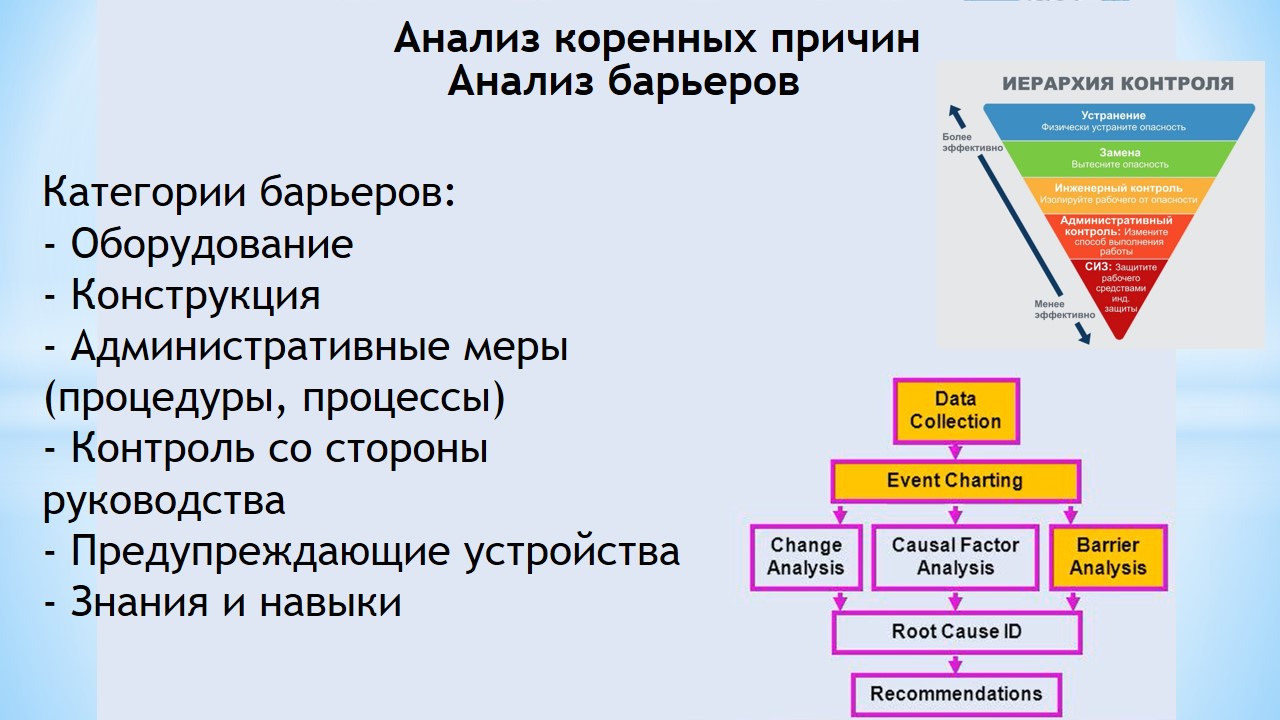 Анализ коренных причин
Анализ барьеров
Категории барьеров:
- Оборудование
- Конструкция
- Административные меры
(процедуры, процессы)
- Контроль со стороны
руководства
- Предупреждающие устройства
- Знания и навыки
ИЕРАРХИЯ КОНТРОЛЯ
Более
эффективно
Устранение
Физически устраните опасность
Замена
Вытесните опасность
Инженерный контроль
Изолируйте рабочего от опасности
Административный
контроль: Измените
способ выполнения
работы
СИЗ: Защитите
рабочего
средствами
инд.
защиты
Менее
эффективно
Data
Collection
Event Charting
Change
Analysis
Causal Factor
Analysis
Barrier
Analysis
Root Cause ID
Recommendations